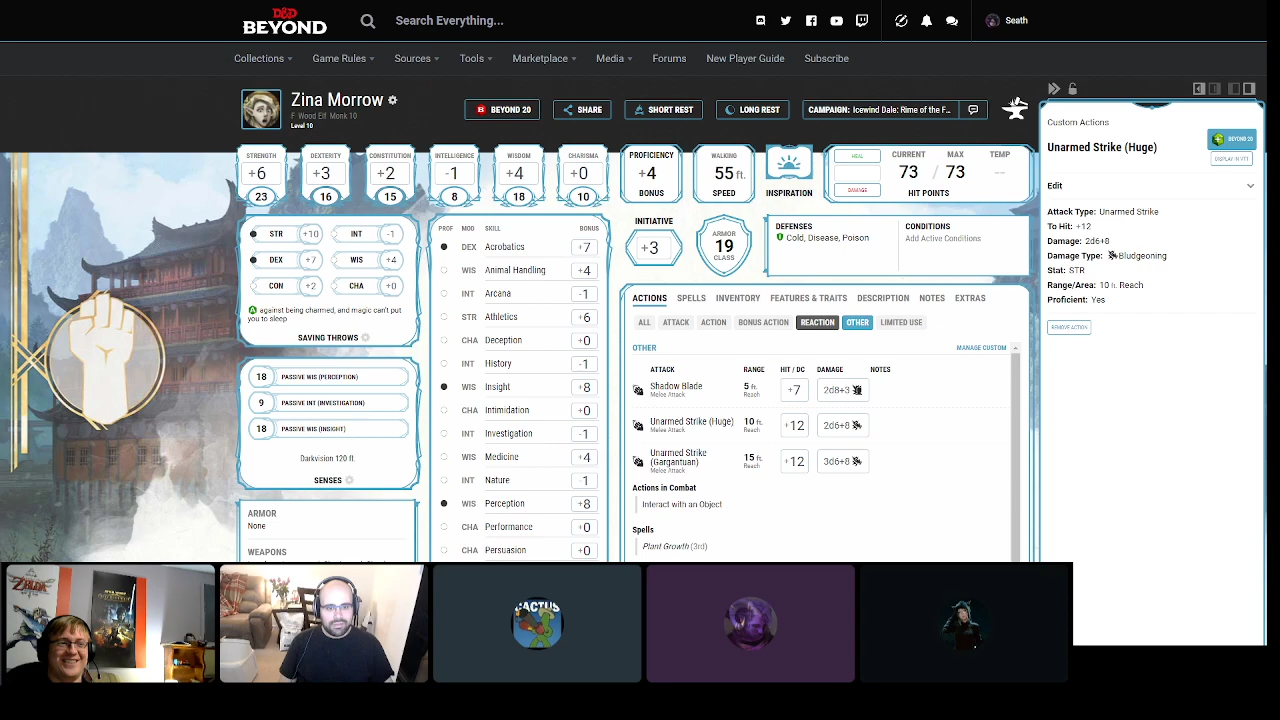 D&D
BEYOND
Search Everything...
Seath
Collections
Game Rules
Sources
Tools
Marketplace
Media
Forums
New Player Guide
Subscribe
Zina Morrow
F Wood Elf Monk 10
Level 10
BEYOND 20
SHARE
SHORT REST
LONG REST
CAMPAIGN: Icewind Dale: Rime of the F...
STRENGTH
+6
23
DEXTERITY
+3
16
CONSTITUTION
+2
15
INTELLIGENCE
-1
8
WISDOM
+4
18
CHARISMA
+0
10
PROFICIENCY
+4
BONUS
WALKING
55 ft.
SPEED
INSPIRATION
HEAL
DAMAGE
CURRENT
73
/
MAX
73
TEMP
--
HIT POINTS
STR +10
INT -1
DEX +7
WIS +4
CON +2
CHA +0
against being charmed, and magic can't put
you to sleep
SAVING THROWS
18 PASSIVE WIS (PERCEPTION)
9 PASSIVE INT (INVESTIGATION)
18 PASSIVE WIS (INSIGHT)
Darkvision 120 ft.
SENSES
ARMOR
None
WEAPONS
PROF MOD SKILL BONUS
DEX Acrobatics +7
WIS Animal Handling +4
INT Arcana -1
STR Athletics +6
CHA Deception +0
INT History -1
WIS Insight +8
CHA Intimidation +0
INT Investigation -1
WIS Medicine +4
INT Nature -1
WIS Perception +8
CHA Performance +0
CHA Persuasion +0
INITIATIVE
+3
ARMOR
19
CLASS
DEFENSES
Cold, Disease, Poison
CONDITIONS
Add Active Conditions
ACTIONS SPELLS INVENTORY FEATURES & TRAITS DESCRIPTION NOTES EXTRAS
ALL ATTACK ACTION BONUS ACTION REACTION OTHER LIMITED USE
OTHER
MANAGE CUSTOM
ATTACK RANGE HIT / DC DAMAGE NOTES
Shadow Blade
Melee Attack
5 ft.
Reach
+7
2d8+3
Unarmed Strike (Huge)
Melee Attack
10 ft.
Reach
+12
2d6+8
Unarmed Strike
(Gargantuan)
Melee Attack
15 ft.
Reach
+12
3d6+8
Actions in Combat
Interact with an Object
Spells
Plant Growth (3rd)
Custom Actions
Unarmed Strike (Huge)
BEYOND 20
DISPLAY IN VTT
Edit
Attack Type: Unarmed Strike
To Hit: +12
Damage: 2d6+8
Damage Type: Bludgeoning
Stat: STR
Range/Area: 10 ft. Reach
Proficient: Yes
REMOVE ACTION
ZELDA
CACTUS